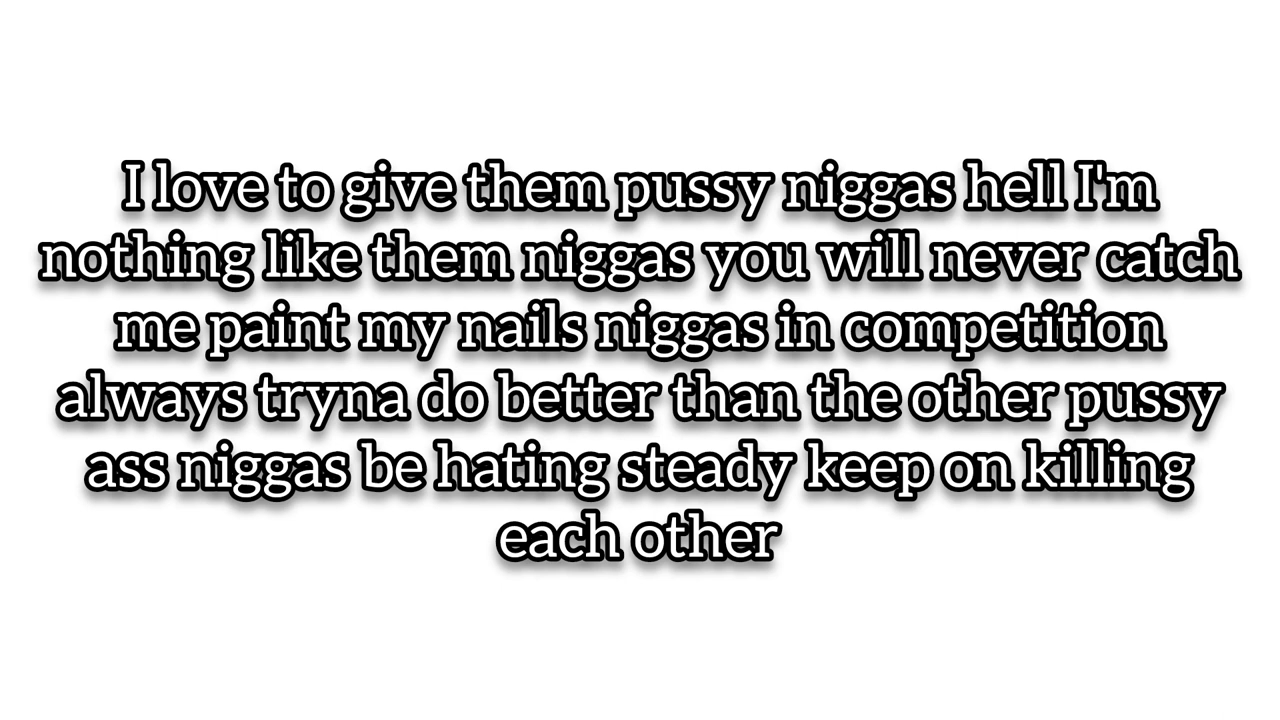 I love to give them pussy niggas hell I'm
nothing like them niggas you will never catch
me paint my nails niggas in competition
always tryna do better than the other pussy
ass niggas be hating steady keep on killing
each other